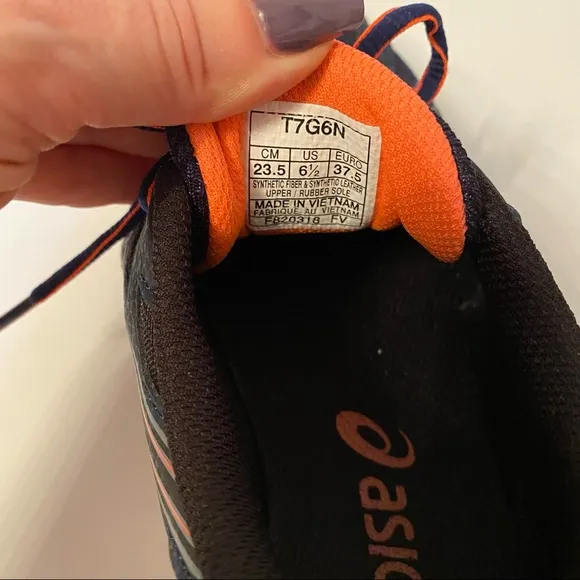 T7G6N
CM US EURO
23.5 6½ 37.5
SYNTHETIC FIBER & SYNTHETIC LEATHER
UPPER / RUBBER SOLE
MADE IN VIETNAM
FABRIQUE AU VIETNAM
F820318 FV
asic